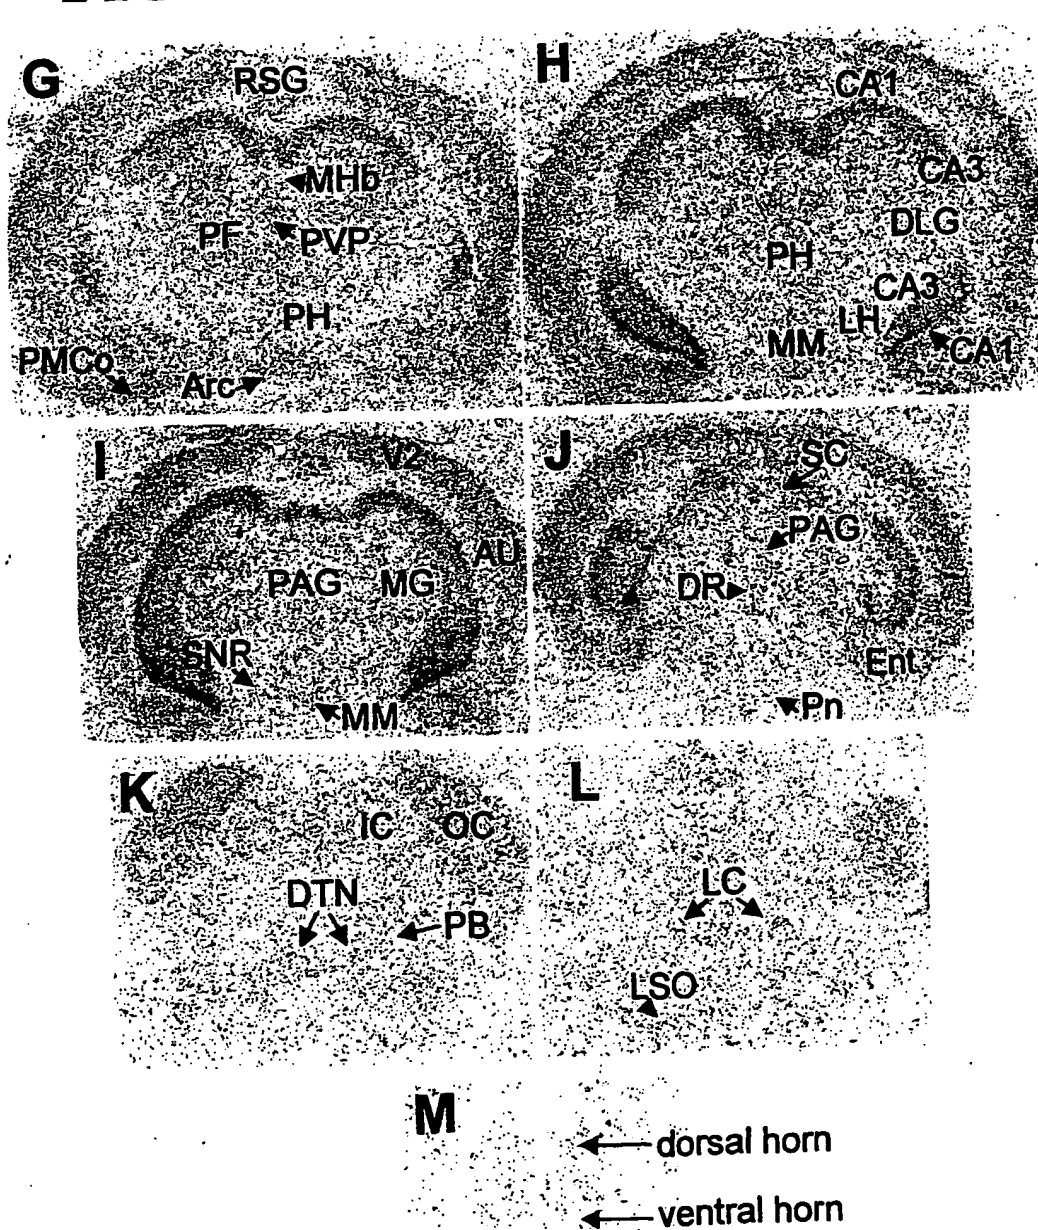 G
RSG
MHb
PF
PVP
PH
PMCo
Arc
H
CA1
CA3
DLG
PH
CA3
LH
MM
CA1
I
V2
AU
PAG
MG
SNR
MM
J
SC
PAG
DR
Ent
Pn
K
IC
OC
DTN
PB
L
LC
LSO
M
dorsal horn
ventral horn